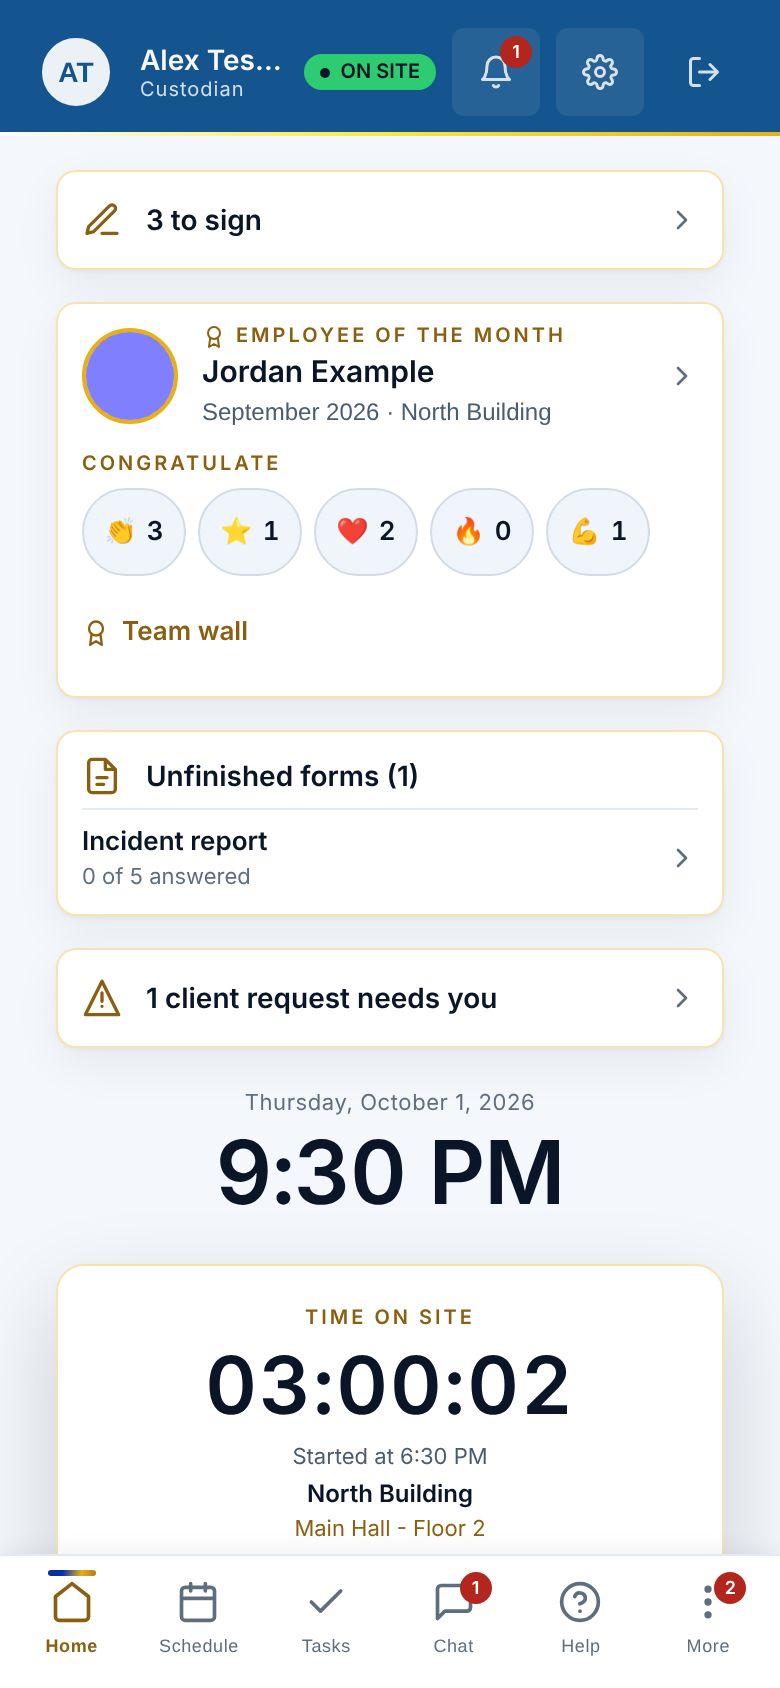 AT
Alex Tes...
Custodian
ON SITE
1
3 to sign
EMPLOYEE OF THE MONTH
Jordan Example
September 2026 · North Building
CONGRATULATE
👏 3
⭐ 1
❤️ 2
🔥 0
💪 1
Team wall
Unfinished forms (1)
Incident report
0 of 5 answered
1 client request needs you
Thursday, October 1, 2026
9:30 PM
TIME ON SITE
03:00:02
Started at 6:30 PM
North Building
Main Hall - Floor 2
1
2
Home
Schedule
Tasks
Chat
Help
More